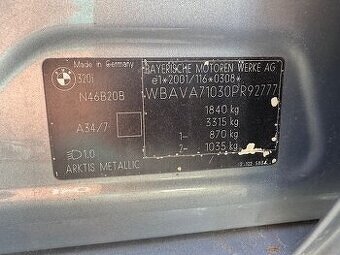 Made in Germany
320i
N46B20B
A34/7
1.0
ARKTIS METALLIC
BAYERISCHE MOTOREN WERKE AG
e1*2001/116*0308*
WBAVA71030PR92777
1840 kg
3315 kg
1- 870 kg
2- 1035 kg